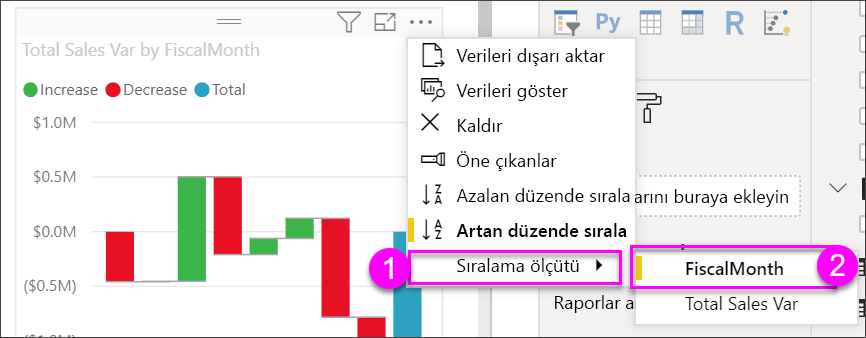 Total Sales Var by FiscalMonth
Increase Decrease Total
$1.0M
$0.5M
$0.0M
($0.5M)
($1.0M)
Verileri dışarı aktar
Verileri göster
Kaldır
Öne çıkanlar
Azalan düzende sırala
Artan düzende sırala
1 Sıralama ölçütü
FiscalMonth 2
Total Sales Var
Py
R
arını buraya ekleyin
Raporlar a